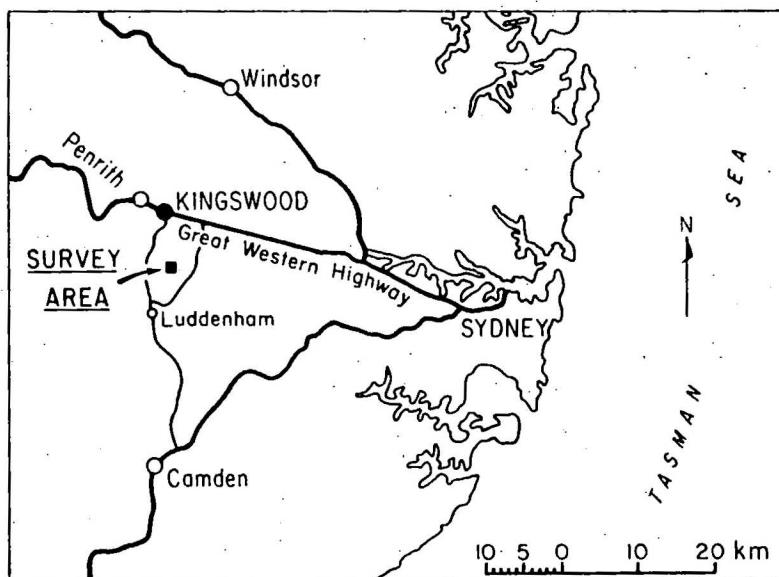 Windsor
Penrith
KINGSWOOD
Great Western Highway
SURVEY
AREA
Luddenham
SYDNEY
Camden
N
TASMAN SEA
10 5 0 10 20 km